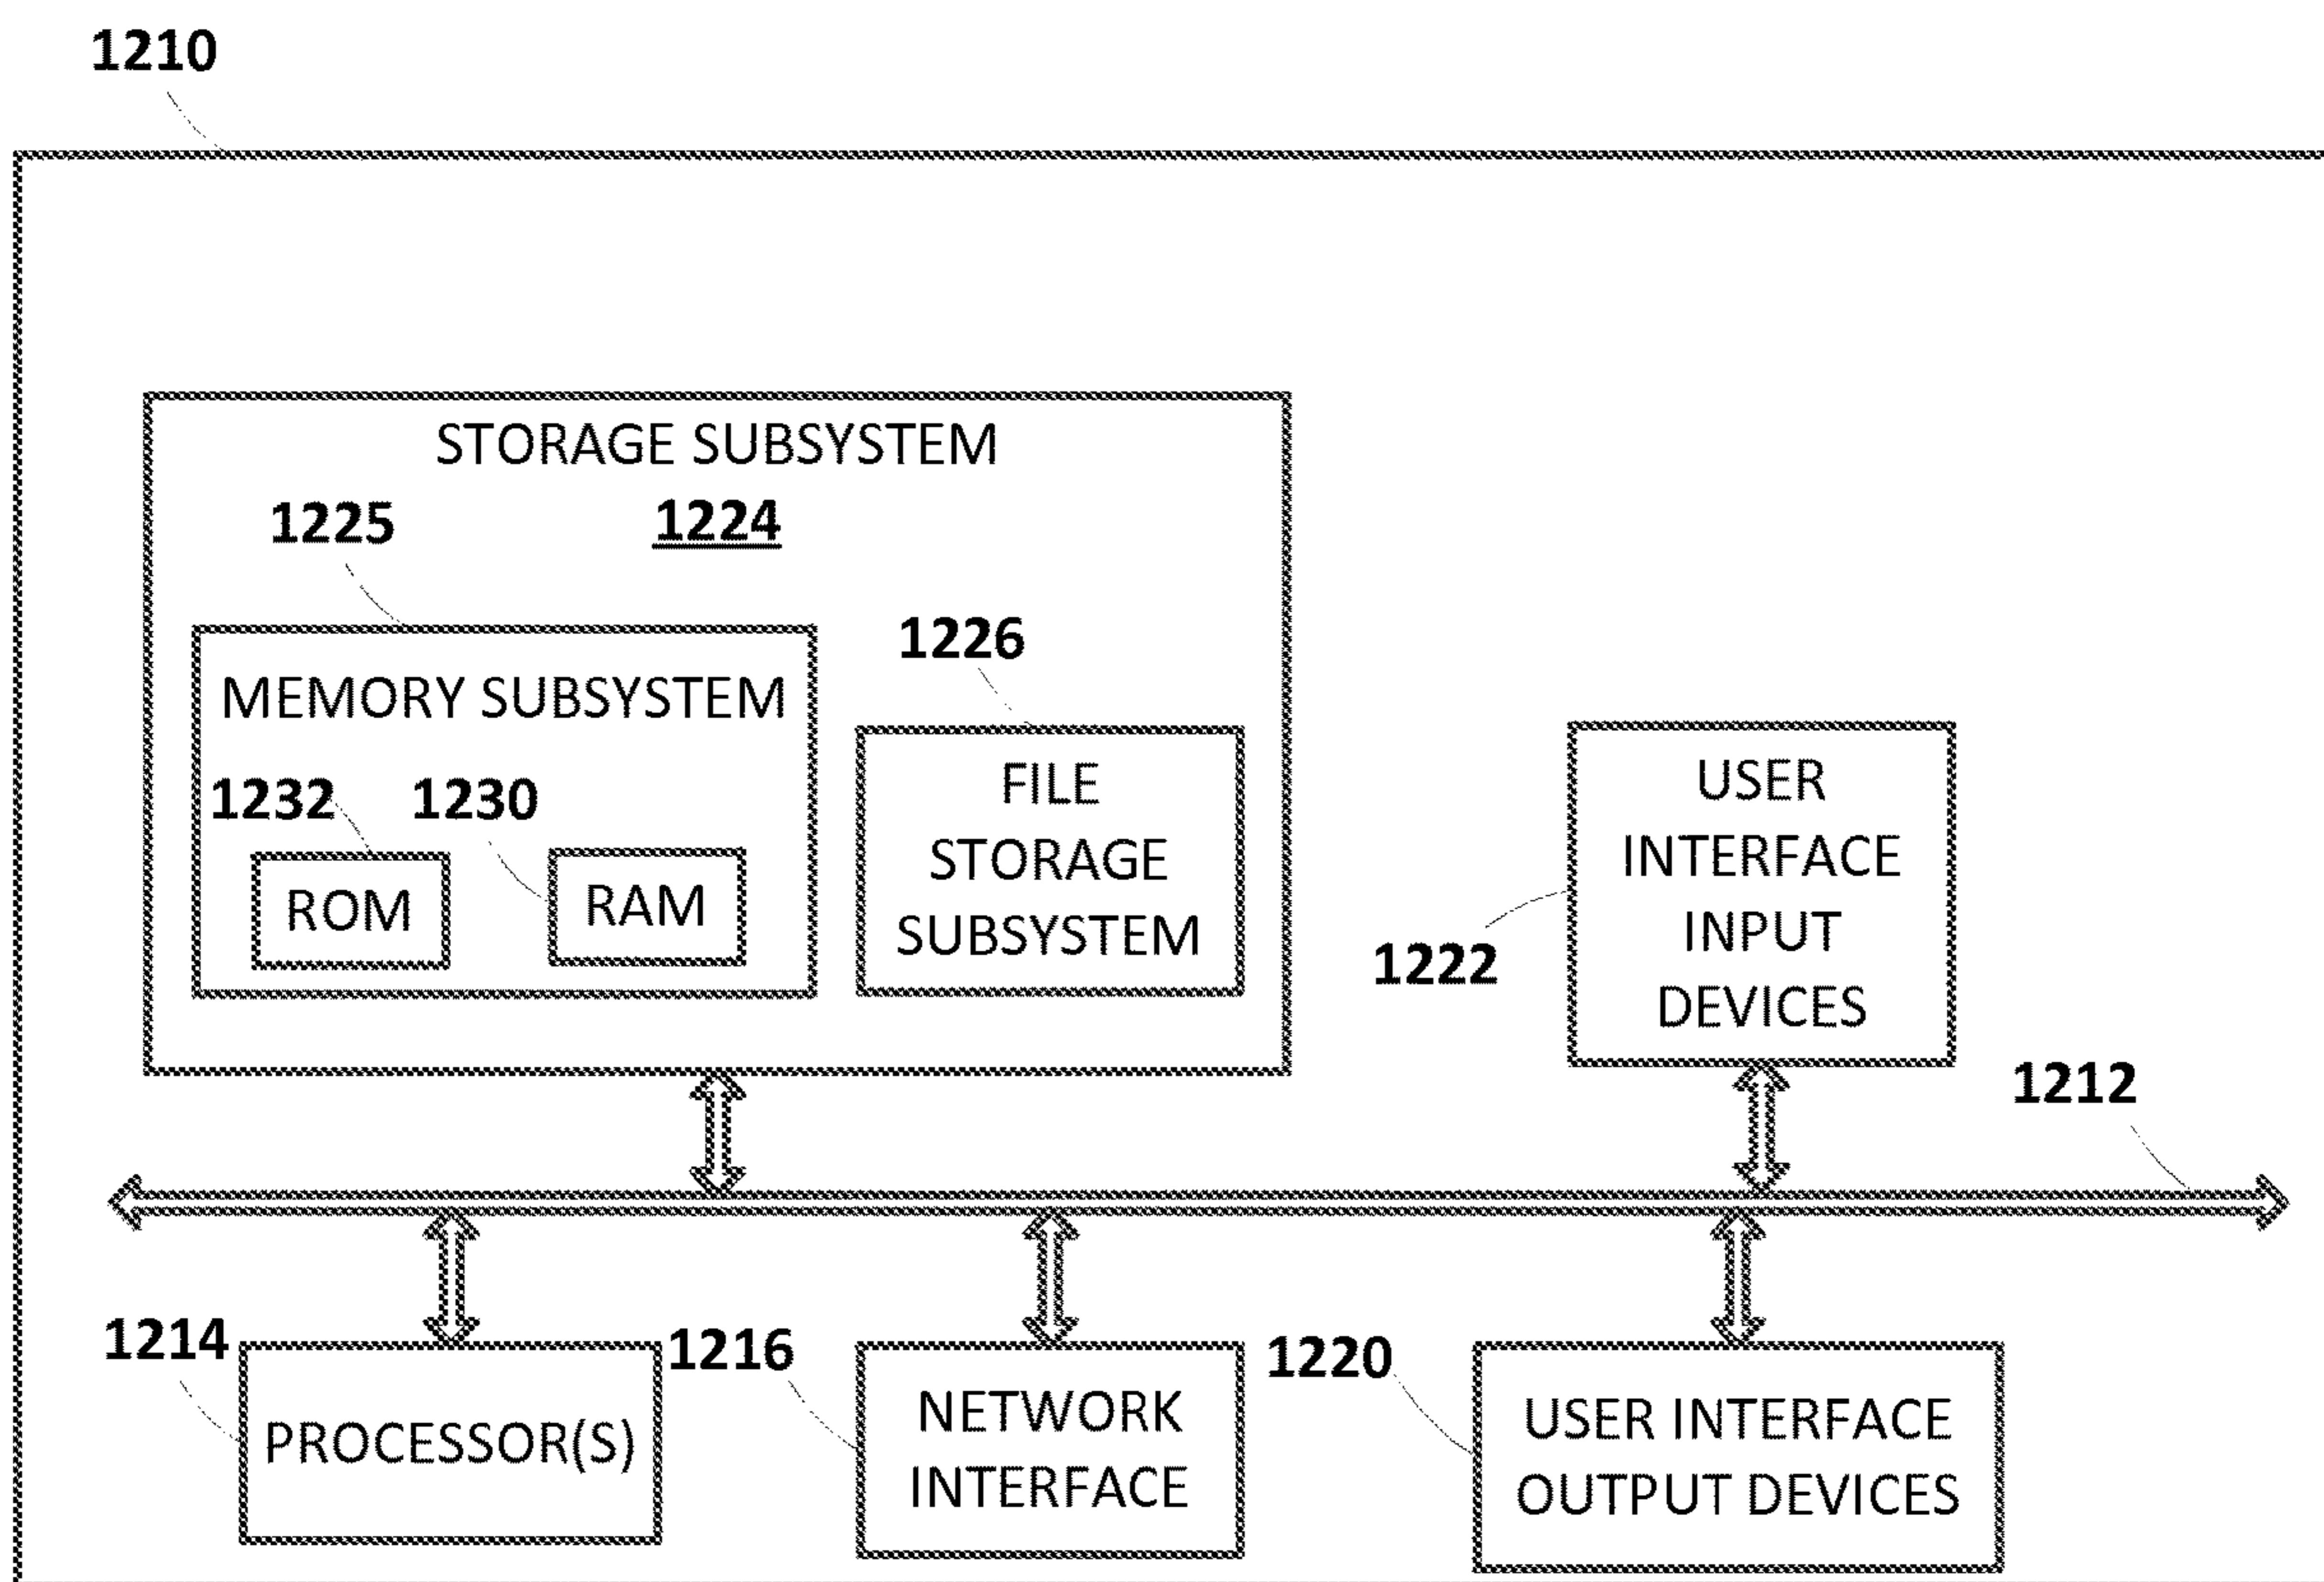 1210
STORAGE SUBSYSTEM
1225
1224
1226
MEMORY SUBSYSTEM
1232
1230
ROM
RAM
FILE
STORAGE
SUBSYSTEM
USER
INTERFACE
INPUT
DEVICES
1222
1212
1214
PROCESSOR(S)
1216
NETWORK
INTERFACE
1220
USER INTERFACE
OUTPUT DEVICES